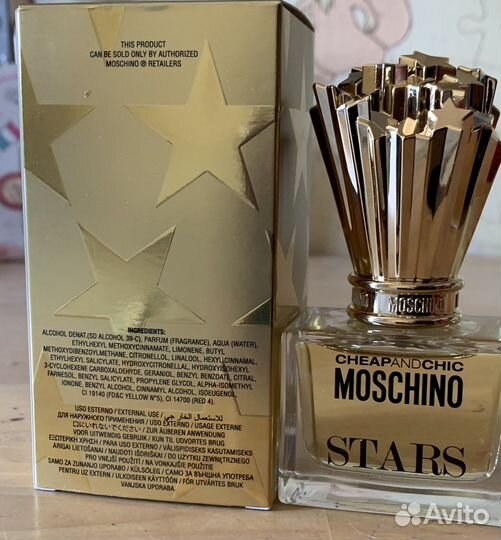 THIS PRODUCT
CAN BE SOLD ONLY BY AUTHORIZED
MOSCHINO ® RETAILERS
INGREDIENTS:
ALCOHOL DENAT.(SD ALCOHOL 39-C), PARFUM (FRAGRANCE), AQUA (WATER),
ETHYLHEXYL METHOXYCINNAMATE, LIMONENE, BUTYL
METHOXYDIBENZOYLMETHANE, CITRONELLOL, LINALOOL, HEXYLCINNAMAL,
ETHYLHEXYL SALICYLATE, HYDROXYCITRONELLAL, HYDROXYISOHEXYL
3-CYCLOHEXENE CARBOXALDEHYDE, GERANIOL, BENZYL BENZOATE, CITRAL,
FARNESOL, BENZYL SALICYLATE, PROPYLENE GLYCOL, ALPHA-ISOMETHYL
IONONE, BENZYL ALCOHOL, CINNAMYL ALCOHOL, ISOEUGENOL,
CI 19140 (FD&C YELLOW N°5), CI 14700 (RED 4).
USO ESTERNO / EXTERNAL USE / للاستعمال الخارجي /
ДЛЯ НАРУЖНОГО ПРИМЕНЕНИЯ / USO EXTERNO / USO EXTERNO
VOOR UITWENDIG GEBRUIK / ZUR ÄUßEREN ANWENDUNG
ΕΞΩΤΕΡΙΚΗ ΧΡΗΣΗ / PARA USO EXTERNO / KUN TIL UDVORTES BRUG
ĀRĪGAI LIETOŠANAI / NAUDOTI IŠORIŠKAI / DO UŻYTKU ZEWNĘTRZNEGO
PRO VNĚJŠÍ POUŽITÍ / NA VONKAJŠIE POUŽITIE
SAMO ZA ZUNANJO UPORABO / KÜLSŐLEG / САМО ЗА ВЪНШНА УПОТРЕБА
PENTRU UZ EXTERN / ULKOISEEN KÄYTTÖÖN / FÖR UTVÄRTES BRUK
VANJSKA UPORABA.
MOSCHINO
CHEAPANDCHIC
MOSCHINO
STARS
Avito